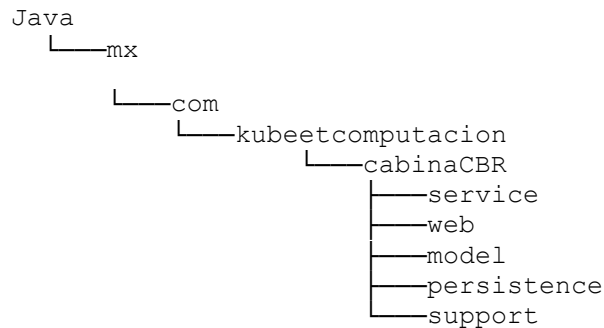 Java
mx
com
kubeetcomputacion
cabinaCBR
service
web
model
persistence
support